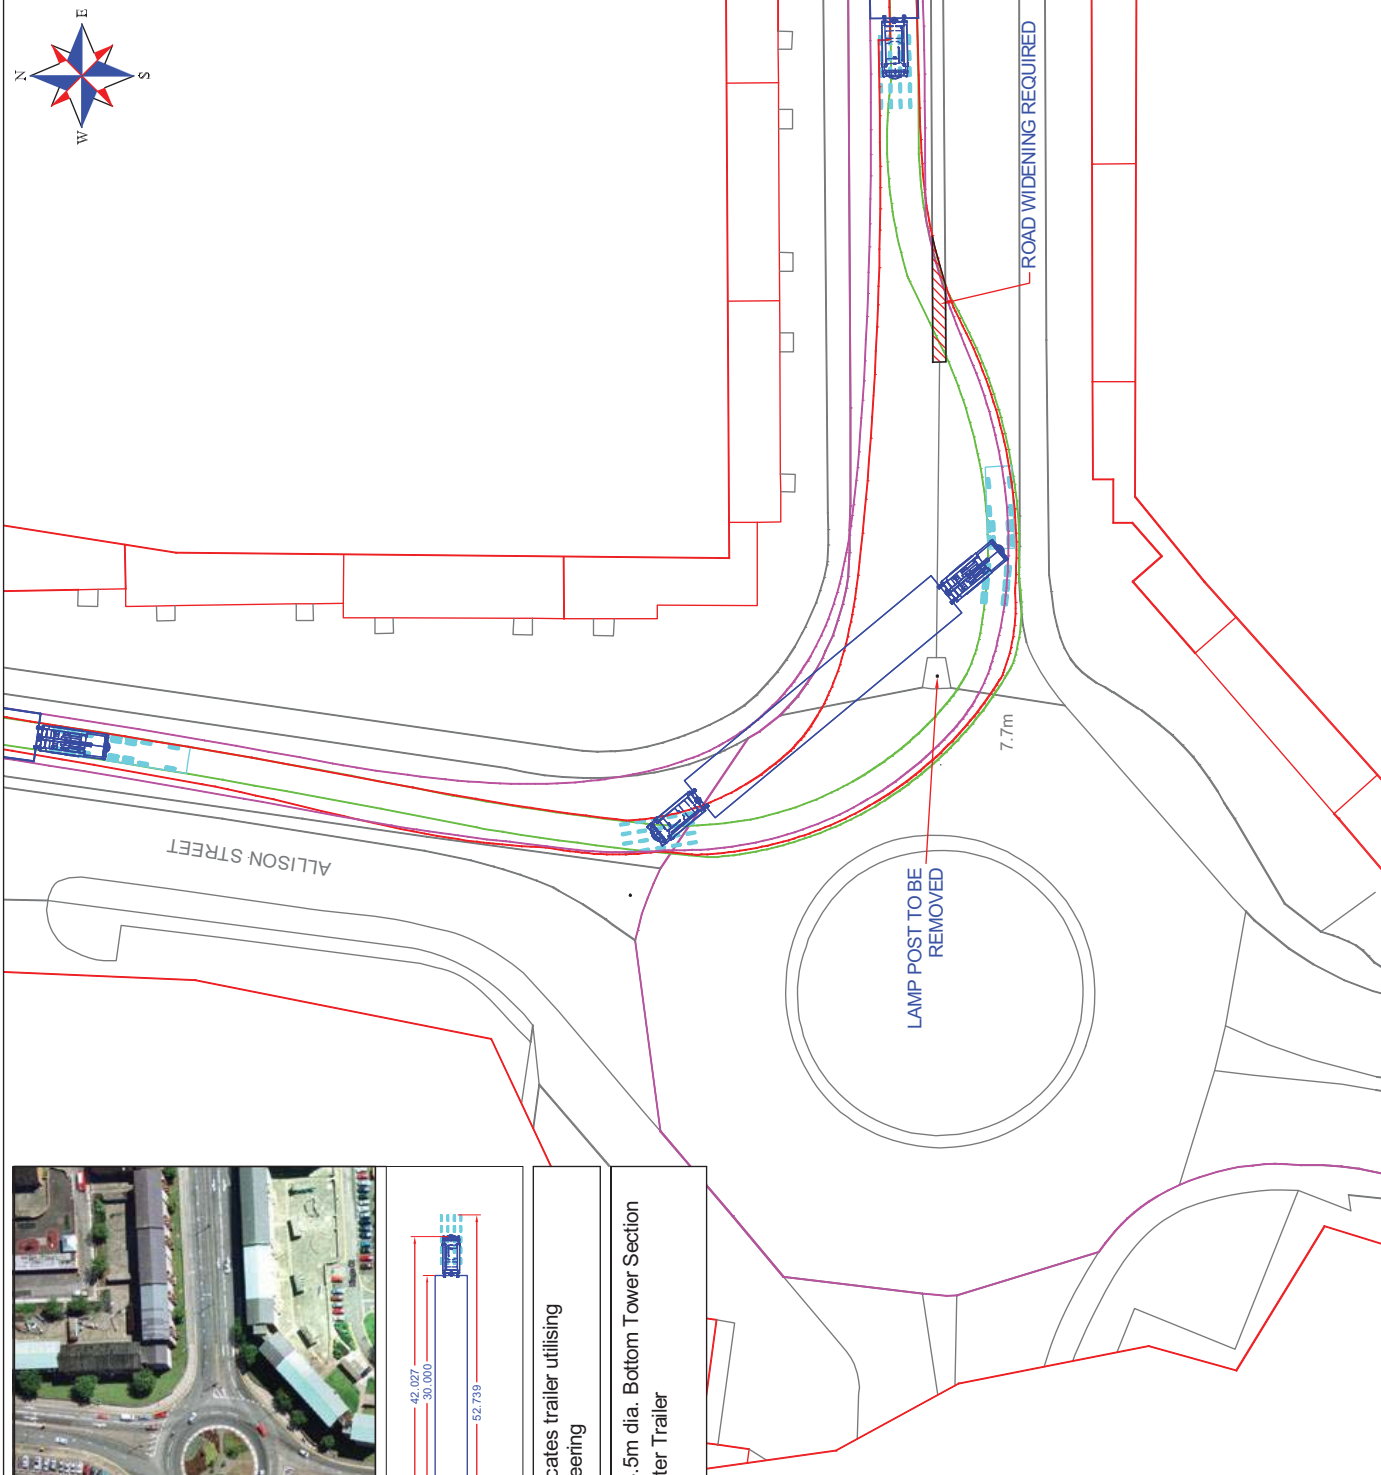 N
E
S
W
ROAD WIDENING REQUIRED
ALLISON STREET
7.7m
LAMP POST TO BE
REMOVED
42.027
30.000
52.739
cates trailer utilising
eering
.5m dia. Bottom Tower Section
ter Trailer